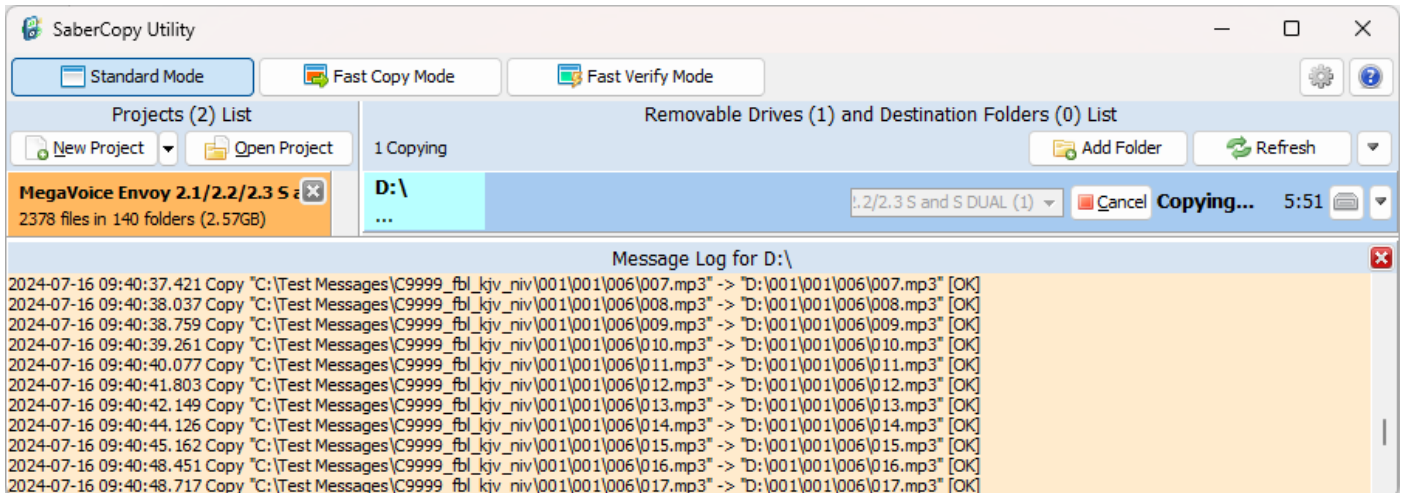 SaberCopy Utility
Standard Mode
Fast Copy Mode
Fast Verify Mode
Projects (2) List
Removable Drives (1) and Destination Folders (0) List
New Project
Open Project
1 Copying
Add Folder
Refresh
MegaVoice Envoy 2.1/2.2/2.3 S a
2378 files in 140 folders (2.57GB)
D:\
...
2.2/2.3 S and S DUAL (1)
Cancel
Copying...
5:51
Message Log for D:\
2024-07-16 09:40:37.421 Copy "C:\Test Messages\C9999_fbl_kjv_niv\001\001\006\007.mp3" -> "D:\001\001\006\007.mp3" [OK]
2024-07-16 09:40:38.037 Copy "C:\Test Messages\C9999_fbl_kjv_niv\001\001\006\008.mp3" -> "D:\001\001\006\008.mp3" [OK]
2024-07-16 09:40:38.759 Copy "C:\Test Messages\C9999_fbl_kjv_niv\001\001\006\009.mp3" -> "D:\001\001\006\009.mp3" [OK]
2024-07-16 09:40:39.261 Copy "C:\Test Messages\C9999_fbl_kjv_niv\001\001\006\010.mp3" -> "D:\001\001\006\010.mp3" [OK]
2024-07-16 09:40:40.077 Copy "C:\Test Messages\C9999_fbl_kjv_niv\001\001\006\011.mp3" -> "D:\001\001\006\011.mp3" [OK]
2024-07-16 09:40:41.803 Copy "C:\Test Messages\C9999_fbl_kjv_niv\001\001\006\012.mp3" -> "D:\001\001\006\012.mp3" [OK]
2024-07-16 09:40:42.149 Copy "C:\Test Messages\C9999_fbl_kjv_niv\001\001\006\013.mp3" -> "D:\001\001\006\013.mp3" [OK]
2024-07-16 09:40:44.126 Copy "C:\Test Messages\C9999_fbl_kjv_niv\001\001\006\014.mp3" -> "D:\001\001\006\014.mp3" [OK]
2024-07-16 09:40:45.162 Copy "C:\Test Messages\C9999_fbl_kjv_niv\001\001\006\015.mp3" -> "D:\001\001\006\015.mp3" [OK]
2024-07-16 09:40:48.451 Copy "C:\Test Messages\C9999_fbl_kjv_niv\001\001\006\016.mp3" -> "D:\001\001\006\016.mp3" [OK]
2024-07-16 09:40:48.717 Copy "C:\Test Messages\C9999_fbl_kjv_niv\001\001\006\017.mp3" -> "D:\001\001\006\017.mp3" [OK]